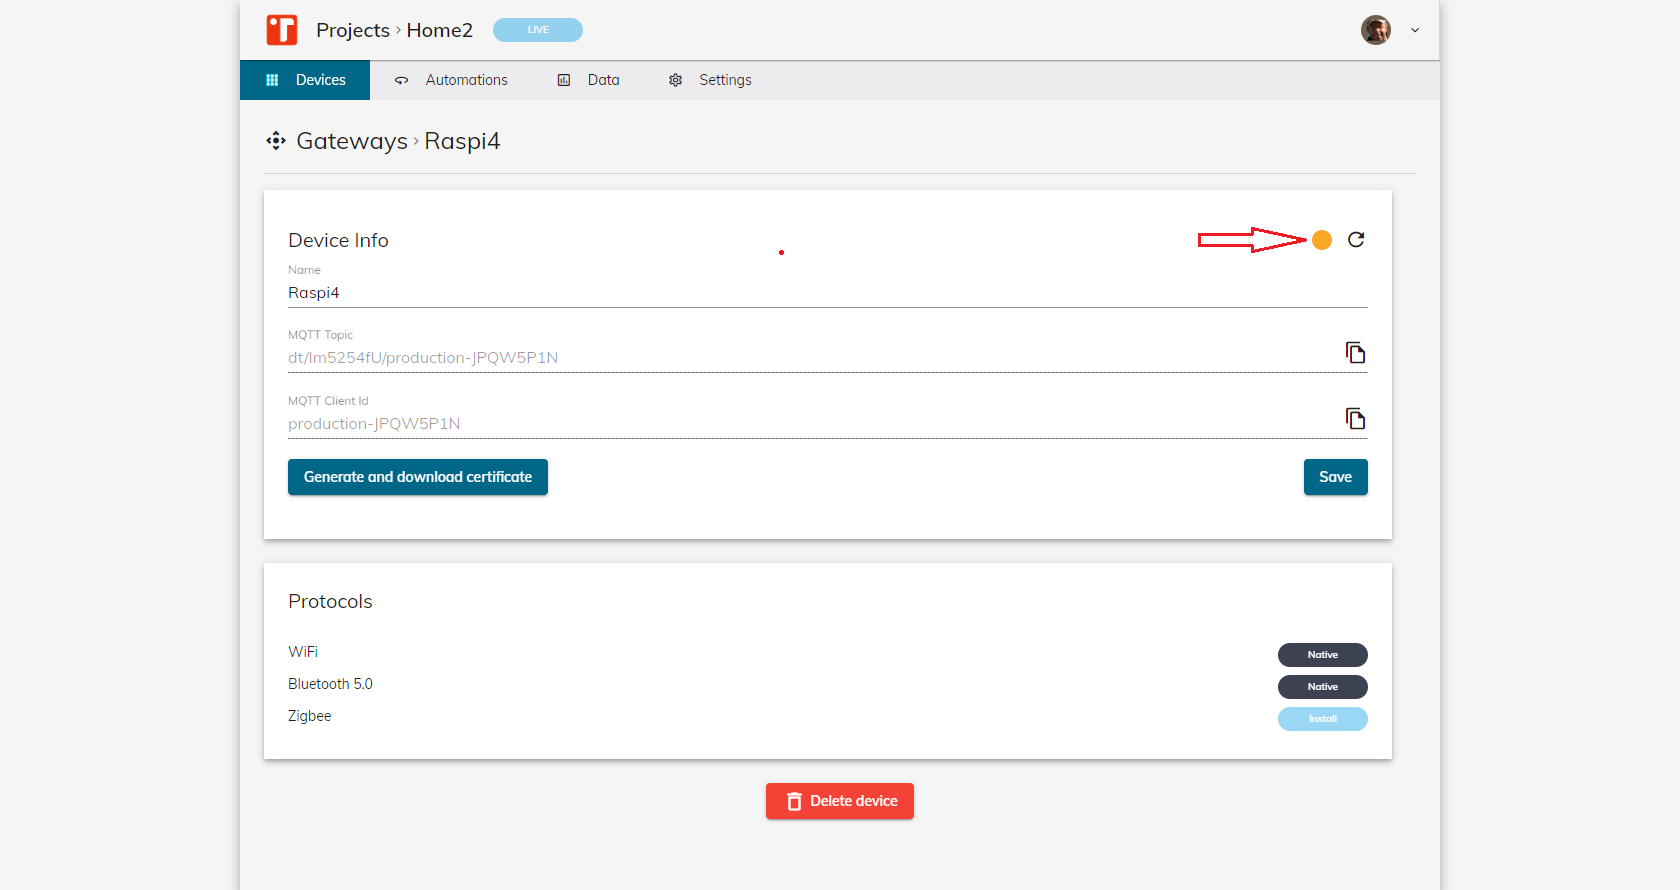 Projects › Home2 LIVE
Devices Automations Data Settings
Gateways › Raspi4
Device Info
Name
Raspi4
MQTT Topic
dt/Im5254fU/production-JPQW5P1N
MQTT Client Id
production-JPQW5P1N
Generate and download certificate Save
Protocols
WiFi Native
Bluetooth 5.0 Native
Zigbee Install
Delete device